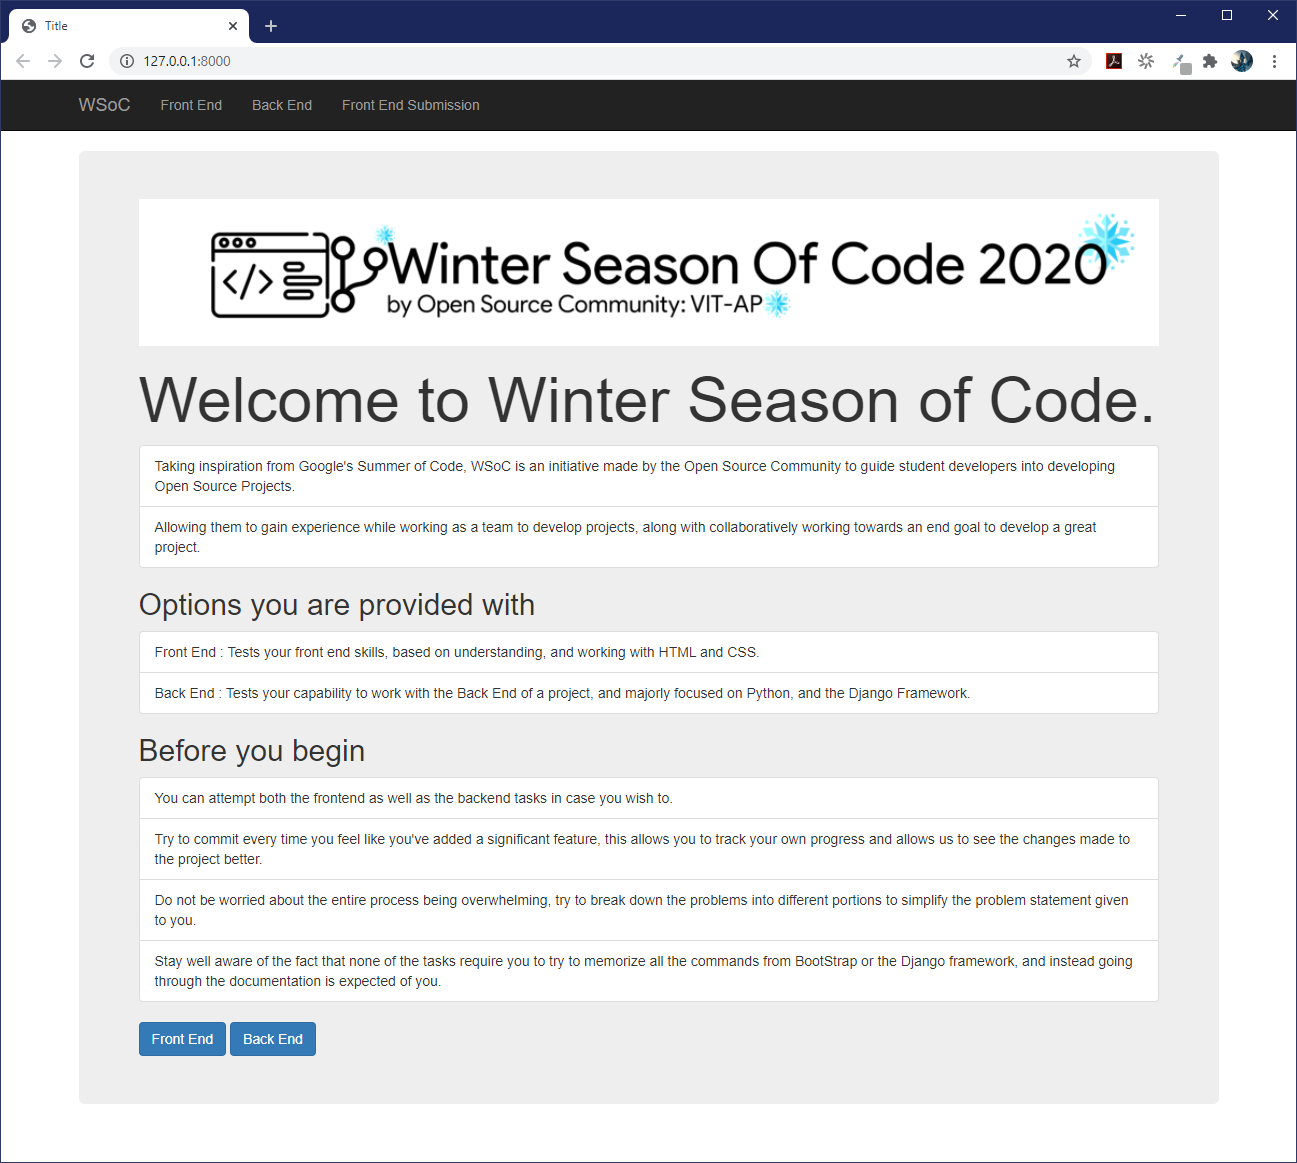 Title
127.0.0.1:8000
WSoC Front End Back End Front End Submission
Winter Season Of Code 2020
by Open Source Community: VIT-AP
Welcome to Winter Season of Code.
Taking inspiration from Google's Summer of Code, WSoC is an initiative made by the Open Source Community to guide student developers into developing
Open Source Projects.
Allowing them to gain experience while working as a team to develop projects, along with collaboratively working towards an end goal to develop a great
project.
Options you are provided with
Front End : Tests your front end skills, based on understanding, and working with HTML and CSS.
Back End : Tests your capability to work with the Back End of a project, and majorly focused on Python, and the Django Framework.
Before you begin
You can attempt both the frontend as well as the backend tasks in case you wish to.
Try to commit every time you feel like you've added a significant feature, this allows you to track your own progress and allows us to see the changes made to
the project better.
Do not be worried about the entire process being overwhelming, try to break down the problems into different portions to simplify the problem statement given
to you.
Stay well aware of the fact that none of the tasks require you to try to memorize all the commands from BootStrap or the Django framework, and instead going
through the documentation is expected of you.
Front End Back End